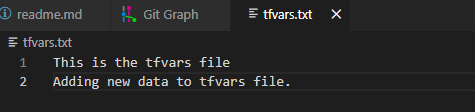 readme.md Git Graph tfvars.txt
tfvars.txt
1 This is the tfvars file
2 Adding new data to tfvars file.